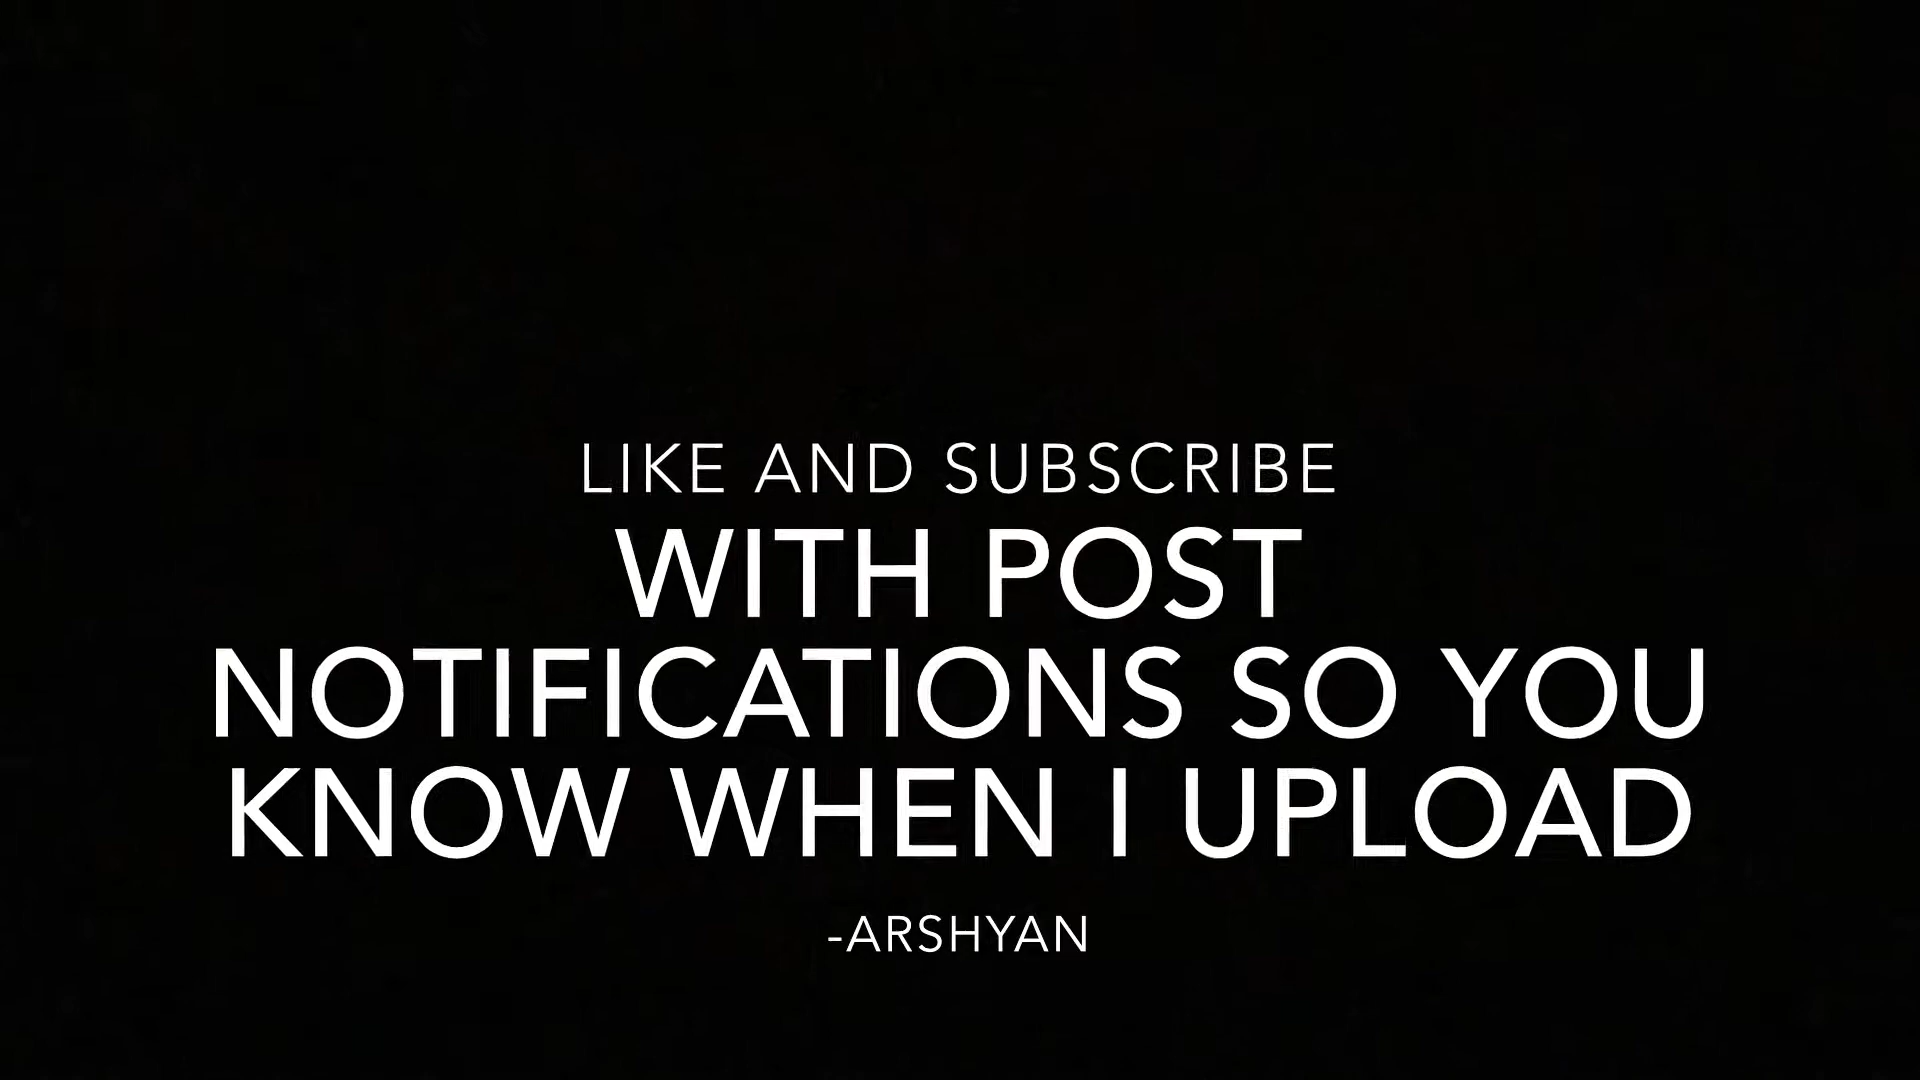 LIKE AND SUBSCRIBE
WITH POST
NOTIFICATIONS SO YOU
KNOW WHEN I UPLOAD
-ARSHYAN